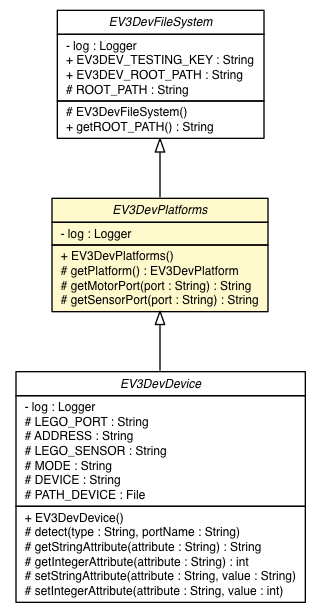 EV3DevFileSystem
- log : Logger
+ EV3DEV_TESTING_KEY : String
+ EV3DEV_ROOT_PATH : String
# ROOT_PATH : String
# EV3DevFileSystem()
+ getROOT_PATH() : String
EV3DevPlatforms
- log : Logger
+ EV3DevPlatforms()
# getPlatform() : EV3DevPlatform
# getMotorPort(port : String) : String
# getSensorPort(port : String) : String
EV3DevDevice
- log : Logger
# LEGO_PORT : String
# ADDRESS : String
# LEGO_SENSOR : String
# MODE : String
# DEVICE : String
# PATH_DEVICE : File
+ EV3DevDevice()
# detect(type : String, portName : String)
# getStringAttribute(attribute : String) : String
# getIntegerAttribute(attribute : String) : int
# setStringAttribute(attribute : String, value : String)
# setIntegerAttribute(attribute : String, value : int)